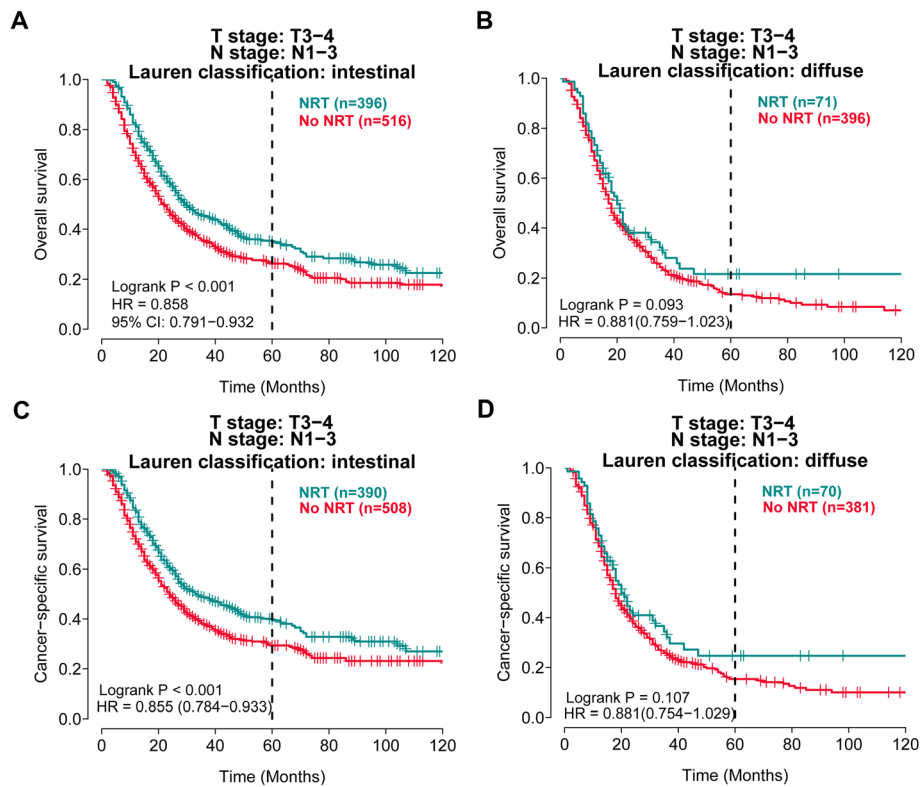 A
T stage: T3−4
N stage: N1−3
Lauren classification: intestinal
NRT (n=396)
No NRT (n=516)
Overall survival
1.0
0.8
0.6
0.4
0.2
0.0
Logrank P < 0.001
HR = 0.858
95% CI: 0.791−0.932
0 20 40 60 80 100 120
Time (Months)
B
T stage: T3−4
N stage: N1−3
Lauren classification: diffuse
NRT (n=71)
No NRT (n=396)
Overall survival
1.0
0.8
0.6
0.4
0.2
0.0
Logrank P = 0.093
HR = 0.881(0.759−1.023)
0 20 40 60 80 100 120
Time (Months)
C
T stage: T3−4
N stage: N1−3
Lauren classification: intestinal
NRT (n=390)
No NRT (n=508)
Cancer−specific survival
1.0
0.8
0.6
0.4
0.2
0.0
Logrank P < 0.001
HR = 0.855 (0.784−0.933)
0 20 40 60 80 100 120
Time (Months)
D
T stage: T3−4
N stage: N1−3
Lauren classification: diffuse
NRT (n=70)
No NRT (n=381)
Cancer−specific survival
1.0
0.8
0.6
0.4
0.2
0.0
Logrank P = 0.107
HR = 0.881(0.754−1.029)
0 20 40 60 80 100 120
Time (Months)